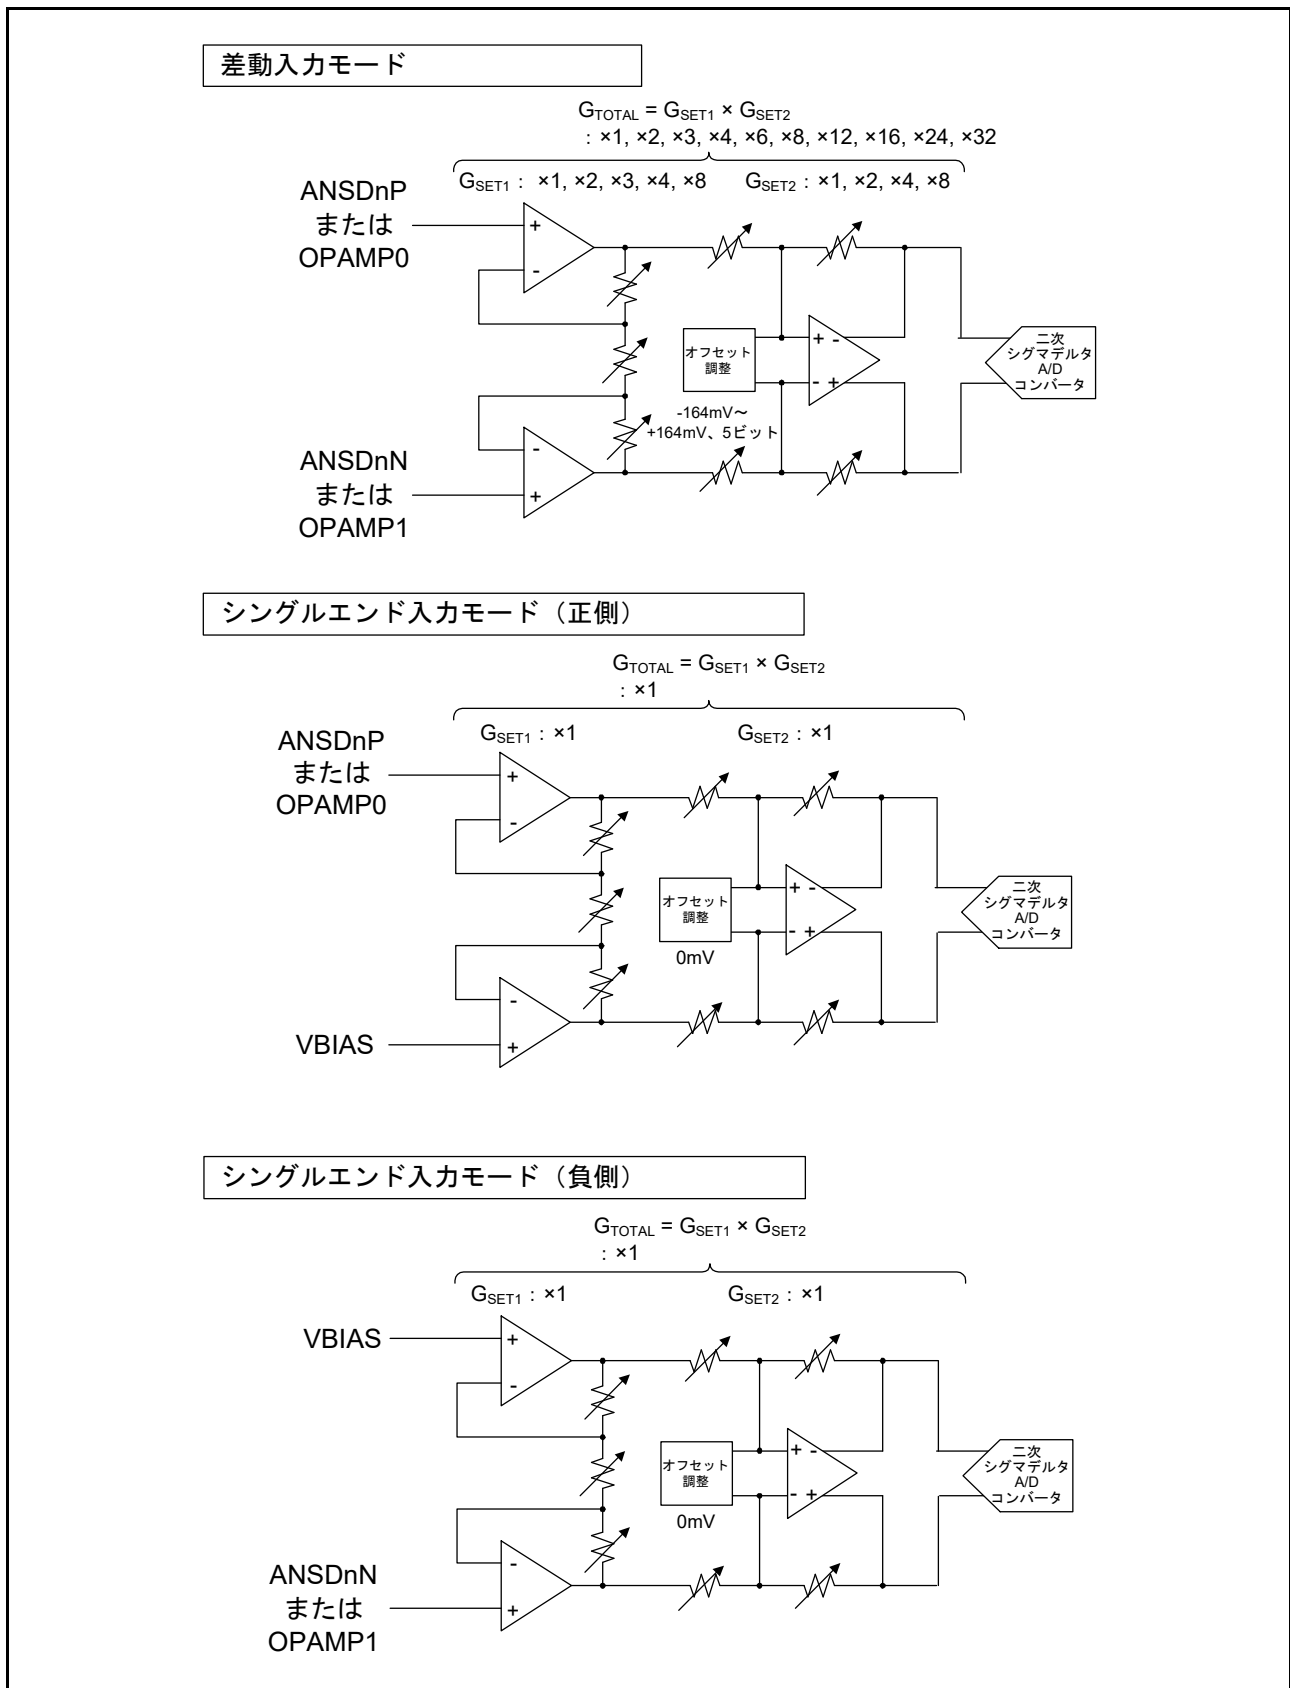 差動入力モード
GTOTAL = GSET1 × GSET2
: ×1, ×2, ×3, ×4, ×6, ×8, ×12, ×16, ×24, ×32
GSET1 : ×1, ×2, ×3, ×4, ×8
GSET2 : ×1, ×2, ×4, ×8
ANSDnP
または
OPAMP0
+
-
オフセット
調整
+ -
- +
-164mV～
+164mV、5ビット
二次
シグマデルタ
A/D
コンバータ
-
+
ANSDnN
または
OPAMP1
シングルエンド入力モード（正側）
GTOTAL = GSET1 × GSET2
: ×1
GSET1 : ×1
GSET2 : ×1
ANSDnP
または
OPAMP0
+
-
オフセット
調整
0mV
+ -
- +
二次
シグマデルタ
A/D
コンバータ
-
+
VBIAS
シングルエンド入力モード（負側）
GTOTAL = GSET1 × GSET2
: ×1
GSET1 : ×1
GSET2 : ×1
VBIAS
+
-
オフセット
調整
0mV
+ -
- +
二次
シグマデルタ
A/D
コンバータ
-
+
ANSDnN
または
OPAMP1